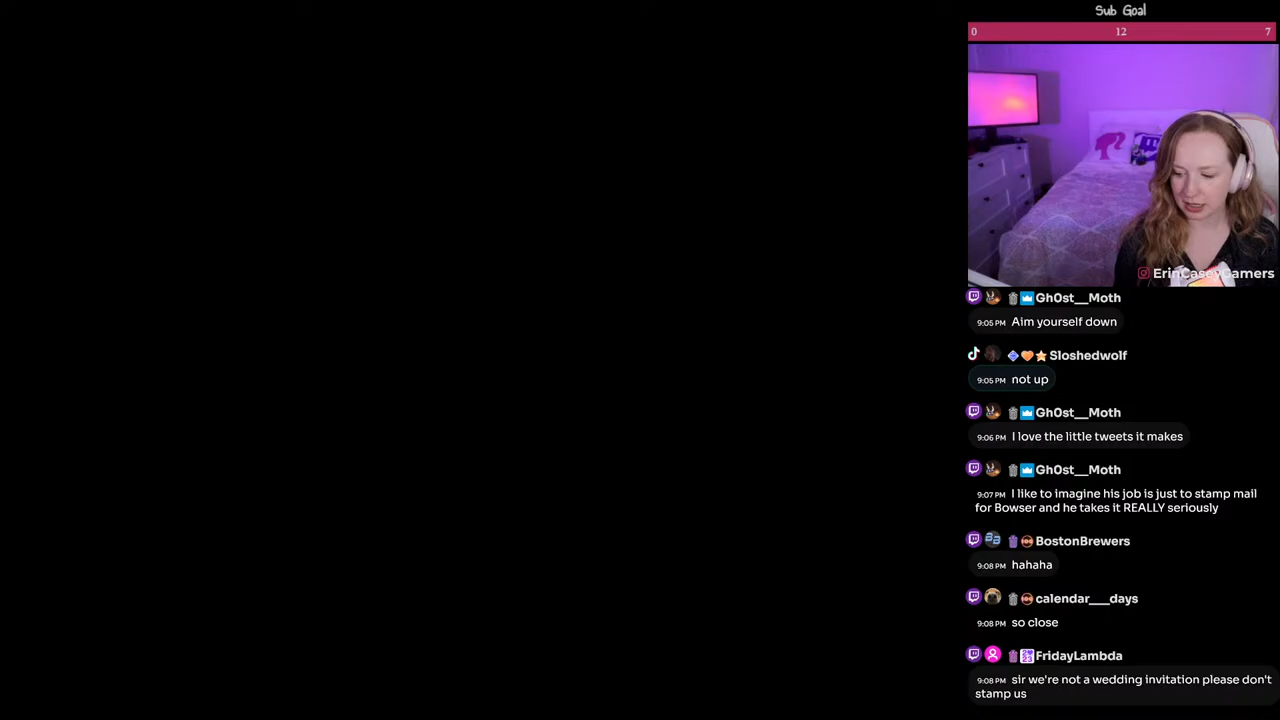 Sub Goal
0 12 7
ErinCaseyGamers
Gh0st__Moth
9:05 PM Aim yourself down
Sloshedwolf
9:05 PM not up
Gh0st__Moth
9:06 PM I love the little tweets it makes
Gh0st__Moth
9:07 PM I like to imagine his job is just to stamp mail
for Bowser and he takes it REALLY seriously
BostonBrewers
9:08 PM hahaha
calendar___days
9:08 PM so close
FridayLambda
9:08 PM sir we're not a wedding invitation please don't
stamp us